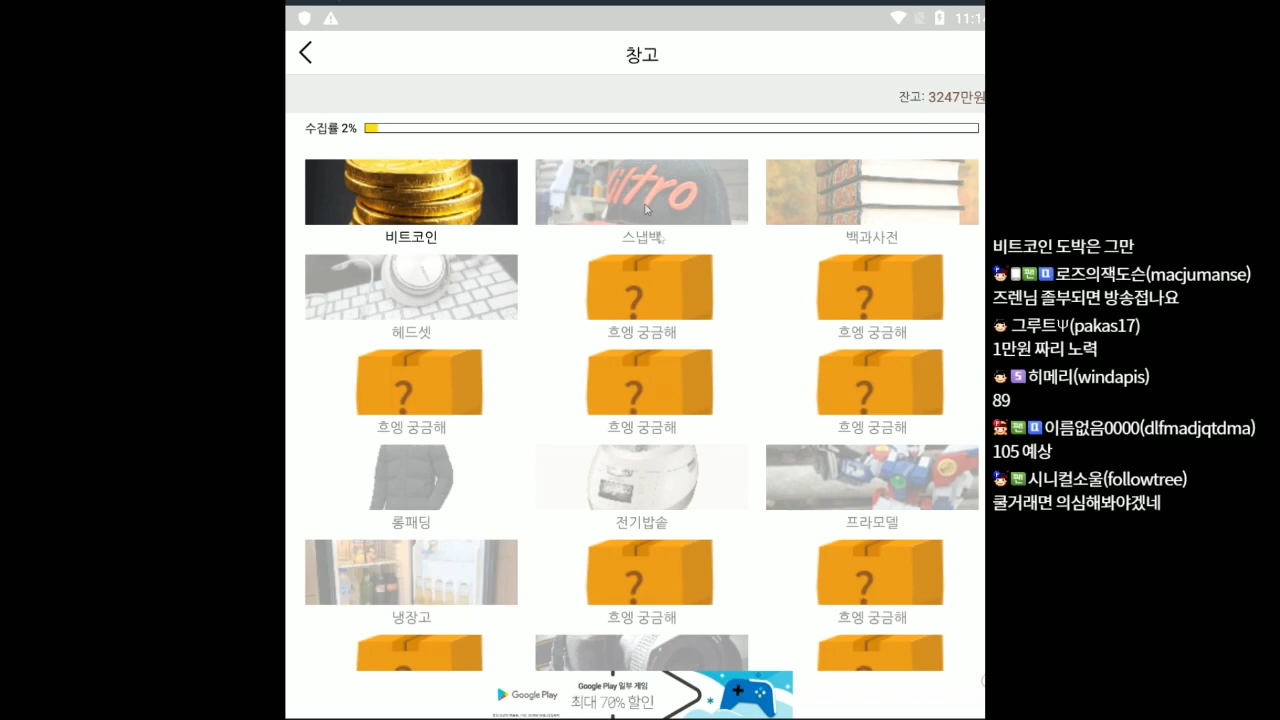 11:14
창고
잔고: 3247만원
수집률 2%
iltro
비트코인
스냅백
백과사전
헤드셋
흐엥 궁금해
흐엥 궁금해
흐엥 궁금해
흐엥 궁금해
흐엥 궁금해
롱패딩
전기밥솥
프라모델
냉장고
흐엥 궁금해
흐엥 궁금해
Google Play
Google Play 일부 게임
최대 70% 할인
비트코인 도박은 그만
로즈의잭도슨(macjumanse)
즈렌님 졸부되면 방송접나요
그루트Ψ(pakas17)
1만원 짜리 노력
히메리(windapis)
89
이름없음0000(dlfmadjqtdma)
105 예상
시니컬소울(followtree)
쿨거래면 의심해봐야겠네